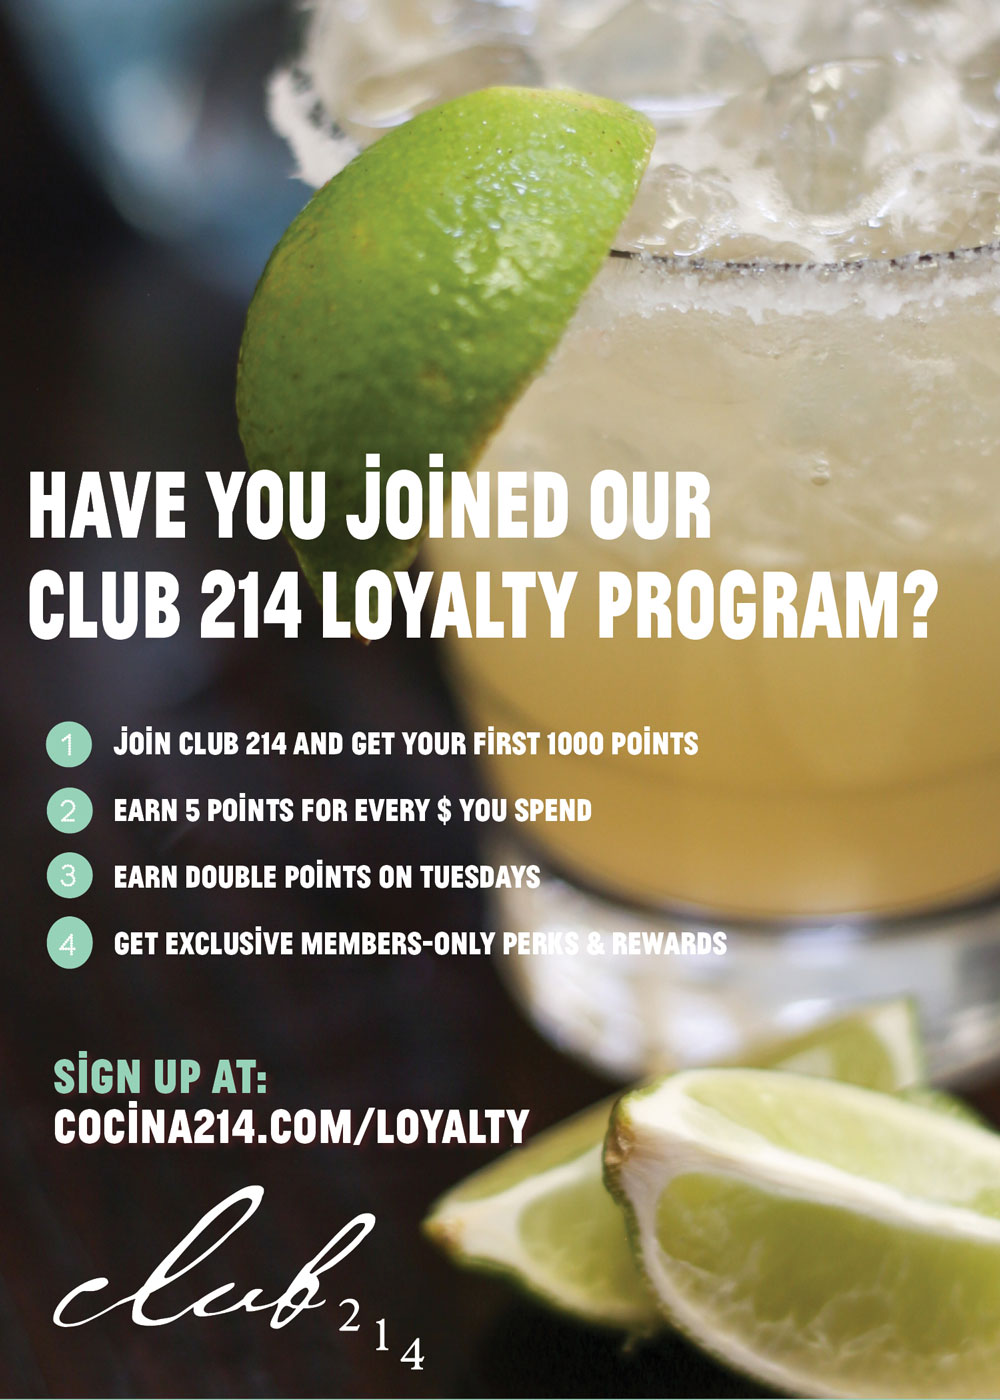 HAVE YOU JOiNED OUR
CLUB 214 LOYALTY PROGRAM?
1 JOiN CLUB 214 AND GET YOUR FiRST 1000 POiNTS
2 EARN 5 POiNTS FOR EVERY $ YOU SPEND
3 EARN DOUBLE POiNTS ON TUESDAYS
4 GET EXCLUSiVE MEMBERS-ONLY PERKS & REWARDS
SiGN UP AT:
COCiNA214.COM/LOYALTY
club 214